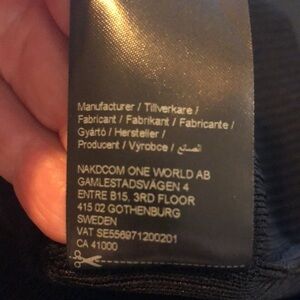 Manufacturer / Tillverkare /
Fabricant / Fabrikant / Fabricante /
Gyártó / Hersteller /
Producent / Výrobce / الصانع
NAKDCOM ONE WORLD AB
GAMLESTADSVÄGEN 4
ENTRE B15, 3RD FLOOR
415 02 GOTHENBURG
SWEDEN
VAT SE556971200201
CA 41000